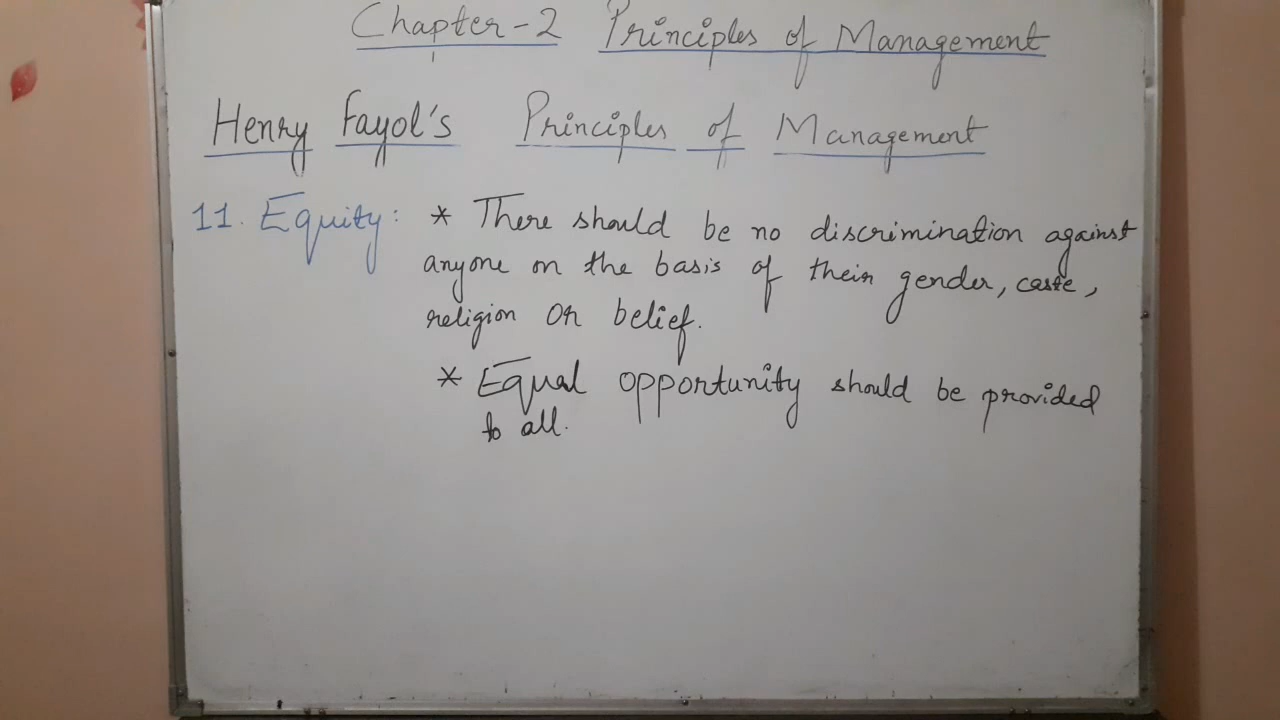 Chapter-2 Principles of Management
Henry Fayol's Principles of Management
11. Equity: * There should be no discrimination against
anyone on the basis of their gender, caste,
religion or belief.
* Equal opportunity should be provided
to all.